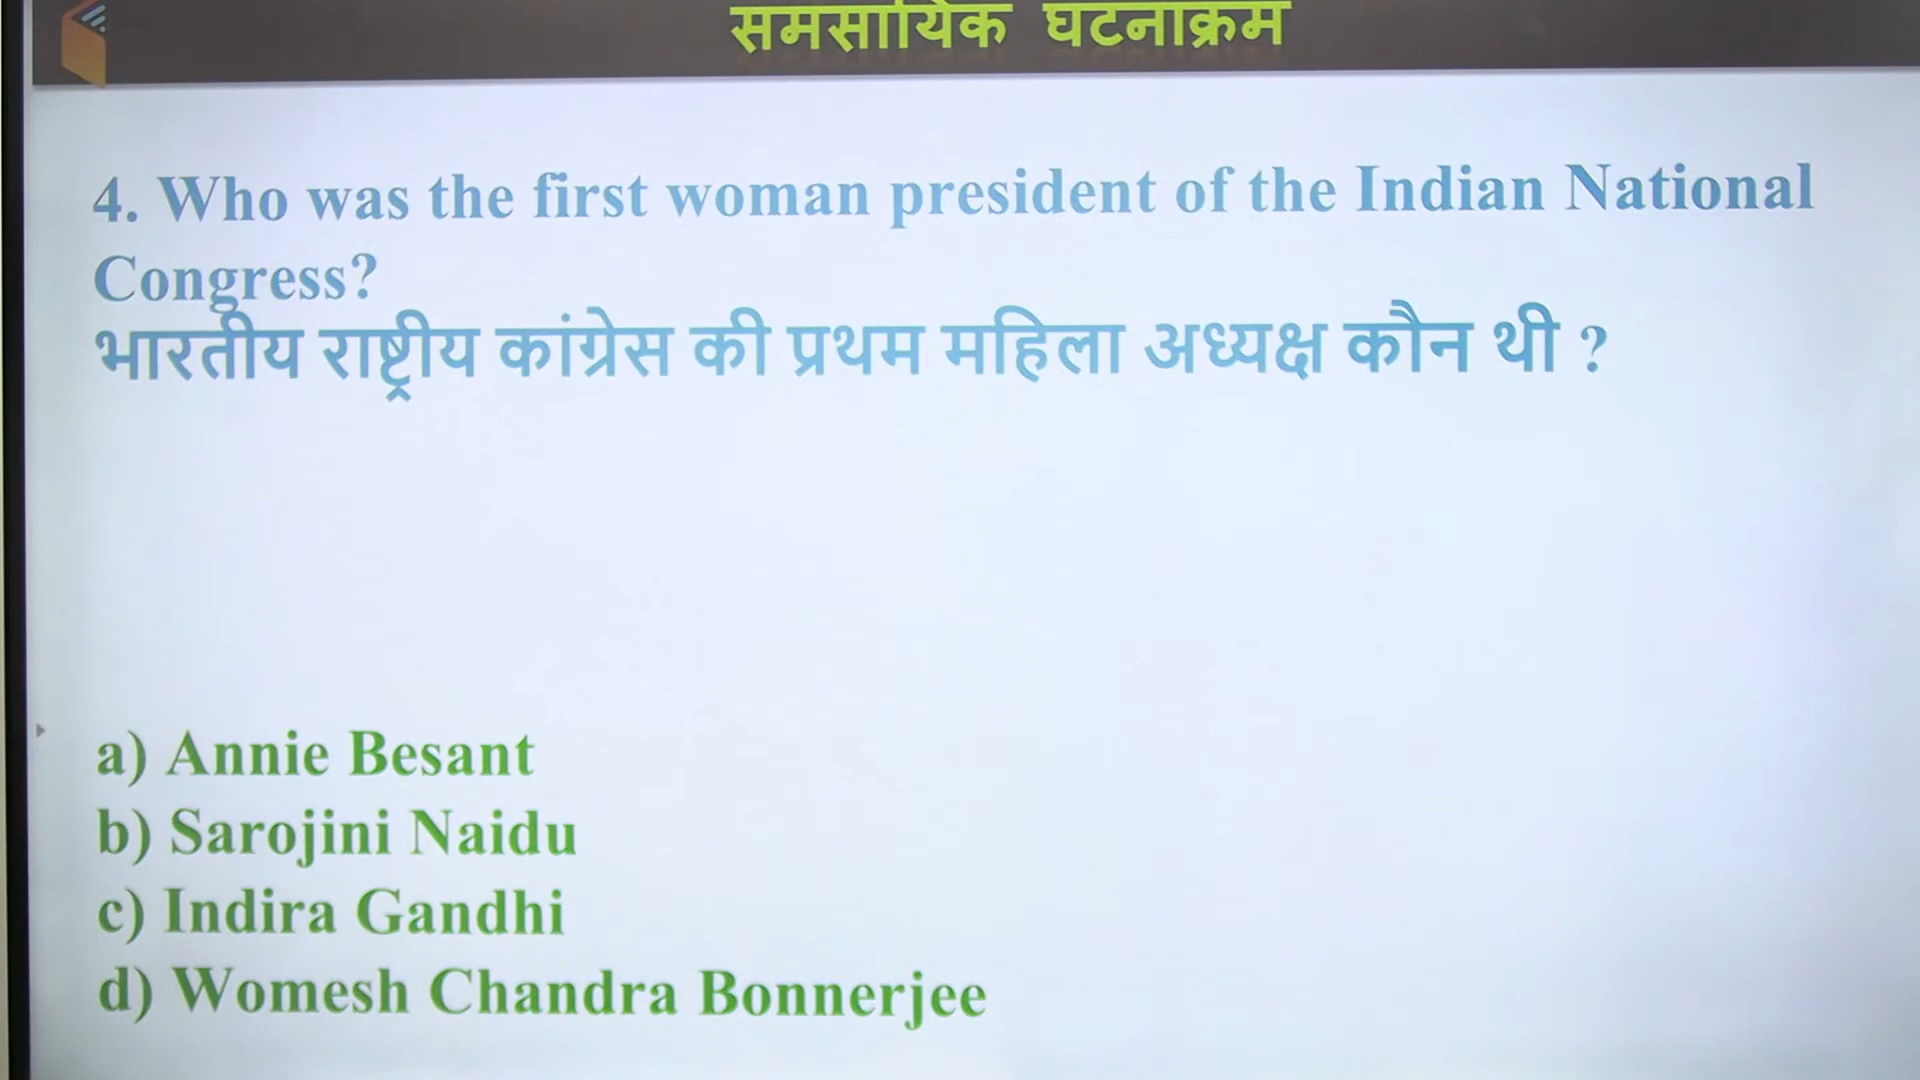 समसायिक घटनाक्रम
4. Who was the first woman president of the Indian National
Congress?
भारतीय राष्ट्रीय कांग्रेस की प्रथम महिला अध्यक्ष कौन थी ?
a) Annie Besant
b) Sarojini Naidu
c) Indira Gandhi
d) Womesh Chandra Bonnerjee